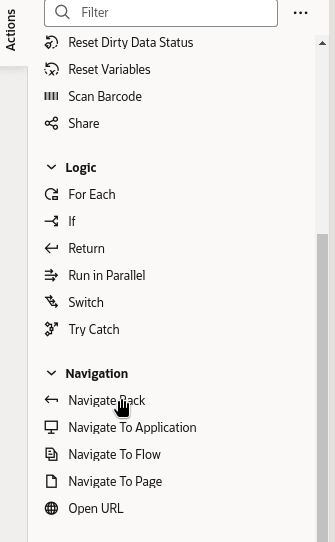 Actions
Filter
Reset Dirty Data Status
Reset Variables
Scan Barcode
Share
Logic
For Each
If
Return
Run in Parallel
Switch
Try Catch
Navigation
Navigate Back
Navigate To Application
Navigate To Flow
Navigate To Page
Open URL